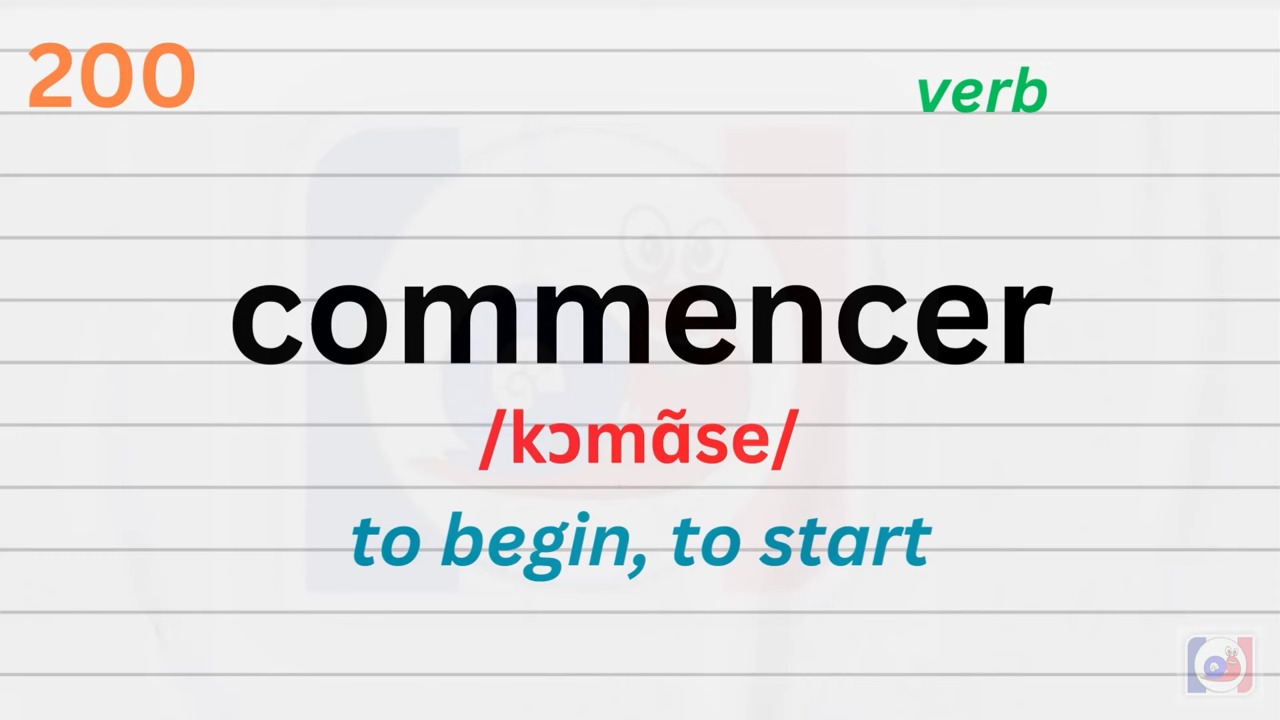 200
verb
commencer
/kɔmɑ̃se/
to begin, to start